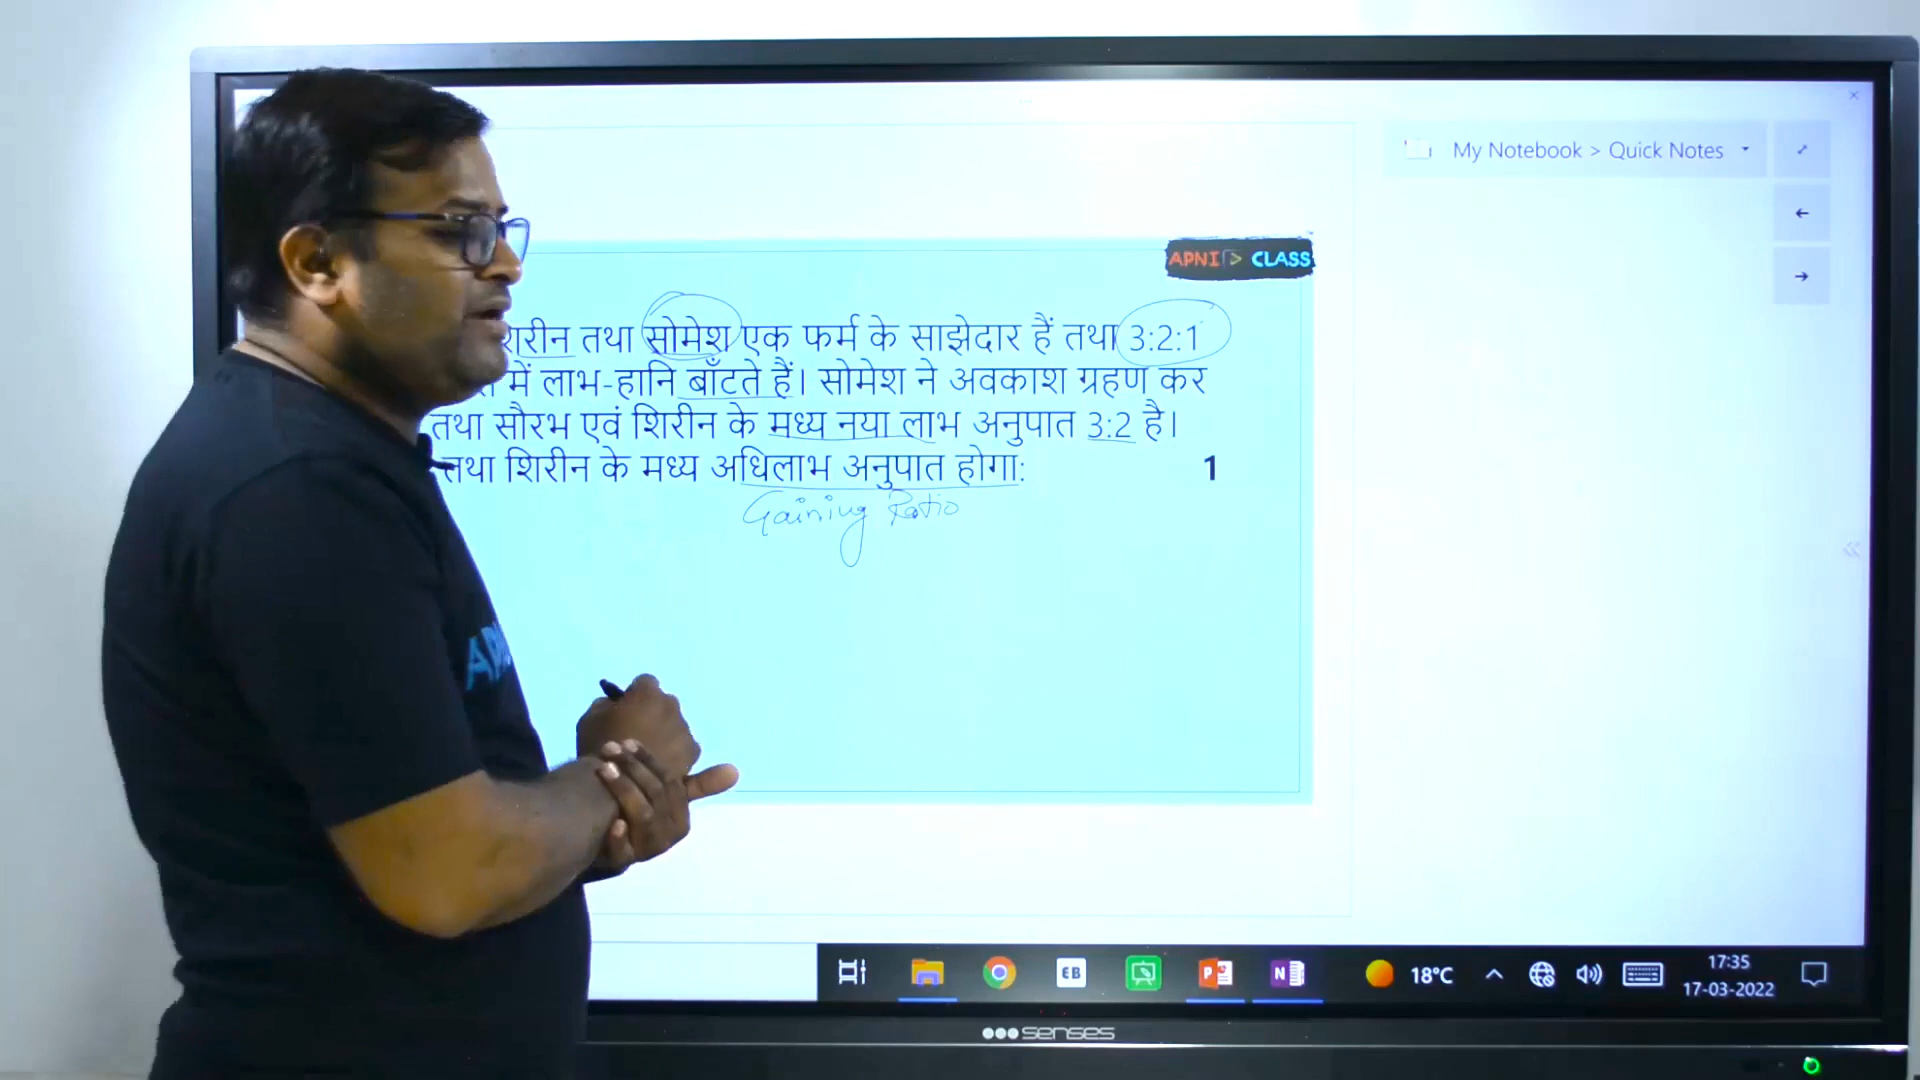 My Notebook > Quick Notes
APNI CLASS
तथा सोमेश एक फर्म के साझेदार हैं तथा 3:2:1
में लाभ-हानि बाँटते हैं। सोमेश ने अवकाश ग्रहण कर
तथा सौरभ एवं शिरीन के मध्य नया लाभ अनुपात 3:2 है।
तथा शिरीन के मध्य अधिलाभ अनुपात होगा: 1
Gaining Ratio
EB
18°C
17:35
17-03-2022
senses